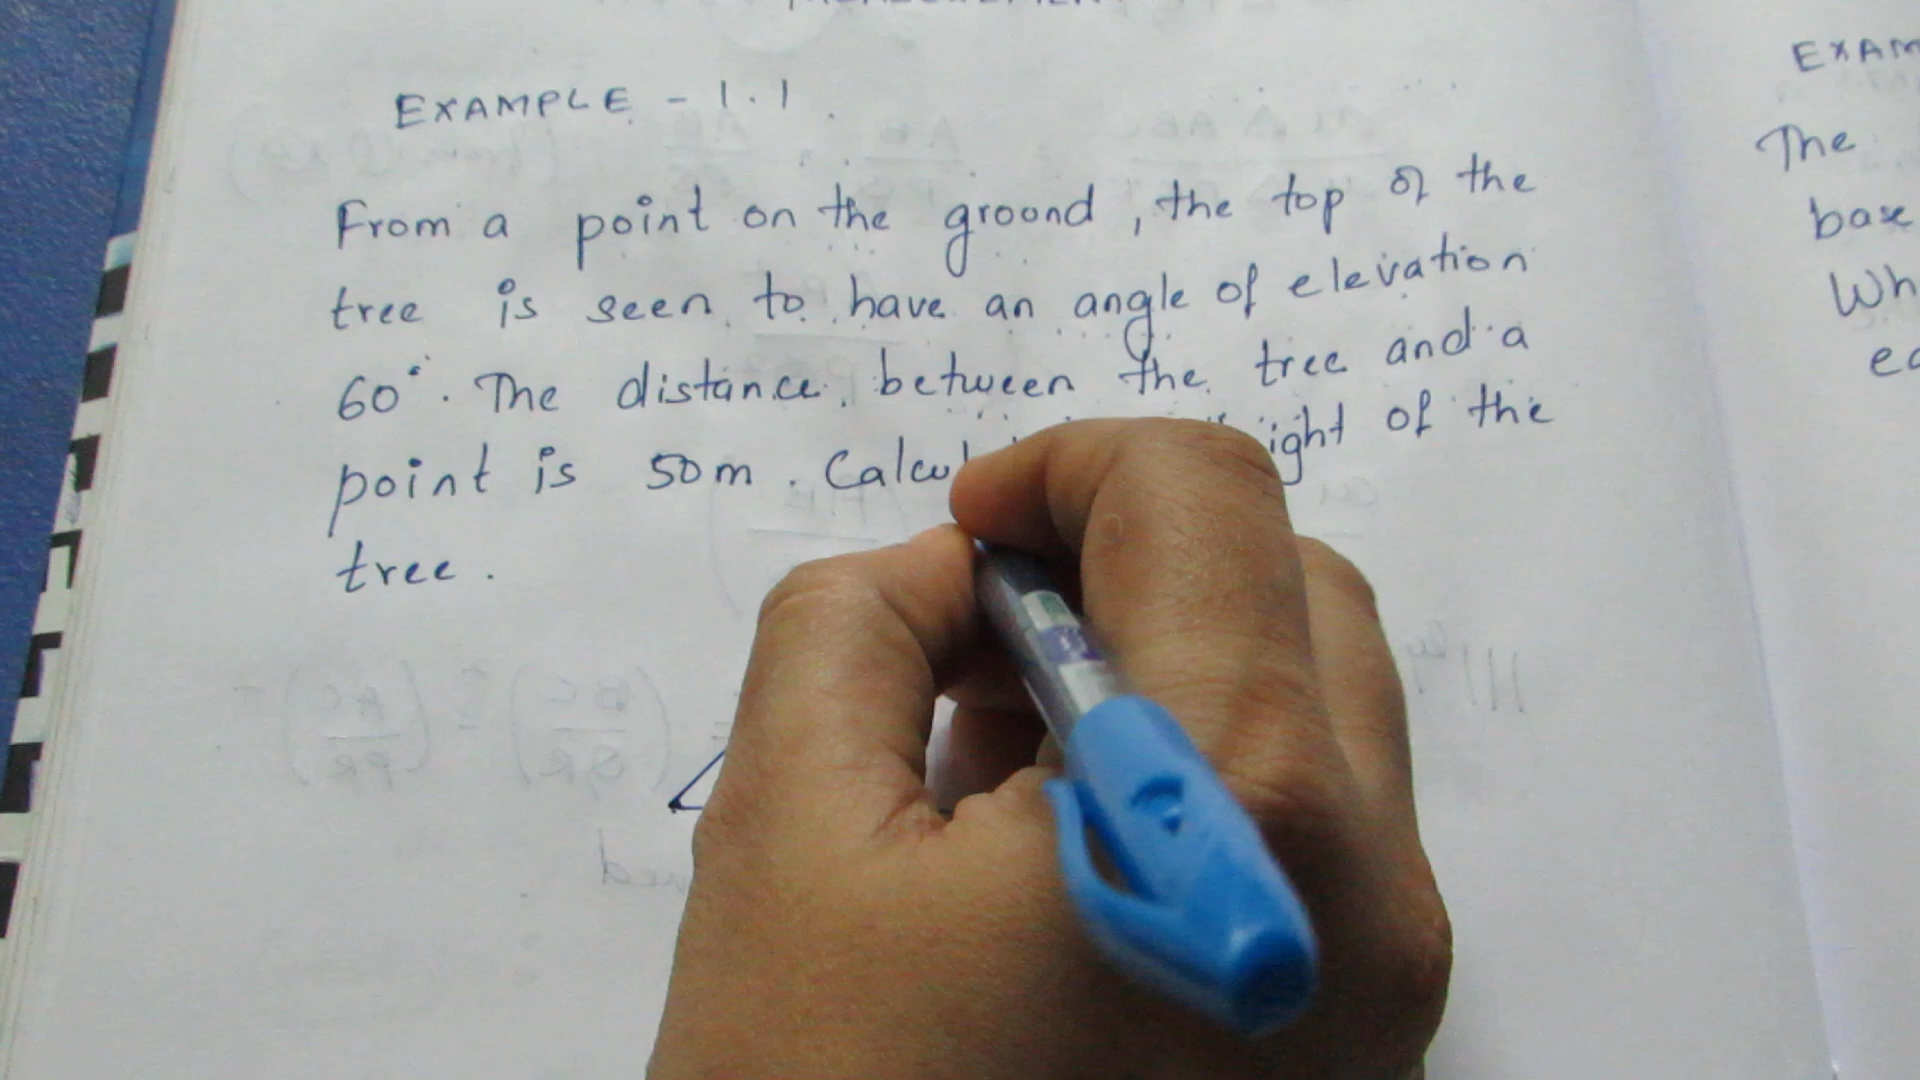 EXAMPLE - 1.1
From a point on the groond, the top of the
tree is seen to have an angle of elevation
60°. The distance between the tree and a
point is 50m. Calcul ight of the
tree.
EXAM
The
base
Wh